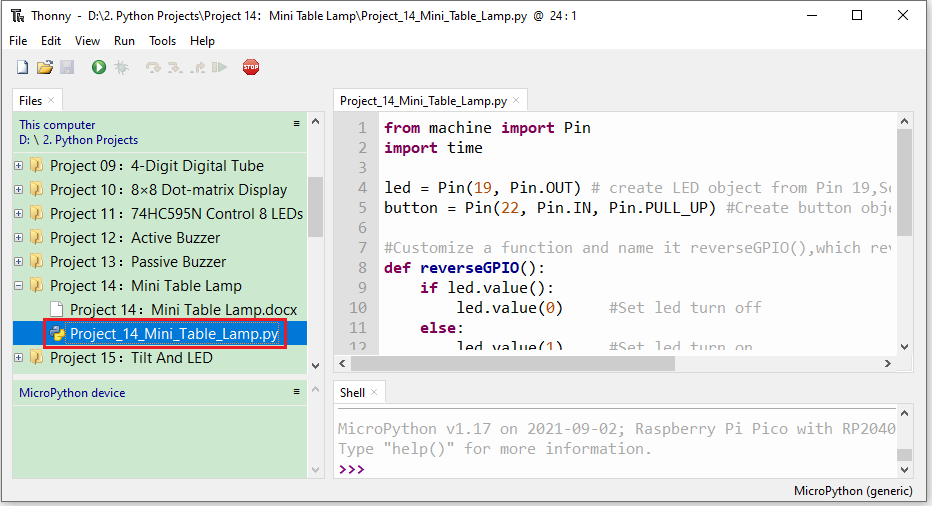 Thonny - D:\2. Python Projects\Project 14：Mini Table Lamp\Project_14_Mini_Table_Lamp.py @ 24 : 1
File Edit View Run Tools Help
STOP
Files
This computer
D: \ 2. Python Projects
Project 09：4-Digit Digital Tube
Project 10：8×8 Dot-matrix Display
Project 11：74HC595N Control 8 LEDs
Project 12：Active Buzzer
Project 13：Passive Buzzer
Project 14：Mini Table Lamp
Project 14：Mini Table Lamp.docx
Project_14_Mini_Table_Lamp.py
Project 15：Tilt And LED
MicroPython device
Project_14_Mini_Table_Lamp.py
1 from machine import Pin
2 import time
3
4 led = Pin(19, Pin.OUT) # create LED object from Pin 19,Se
5 button = Pin(22, Pin.IN, Pin.PULL_UP) #Create button obje
6
7 #Customize a function and name it reverseGPIO(),which rev
8 def reverseGPIO():
9 if led.value():
10 led.value(0) #Set led turn off
11 else:
12 led.value(1) #Set led turn on
Shell
MicroPython v1.17 on 2021-09-02; Raspberry Pi Pico with RP2040
Type "help()" for more information.
>>>
MicroPython (generic)